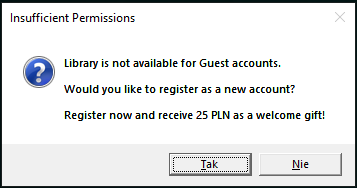 Insufficient Permissions
Library is not available for Guest accounts.
Would you like to register as a new account?
Register now and receive 25 PLN as a welcome gift!
Tak
Nie